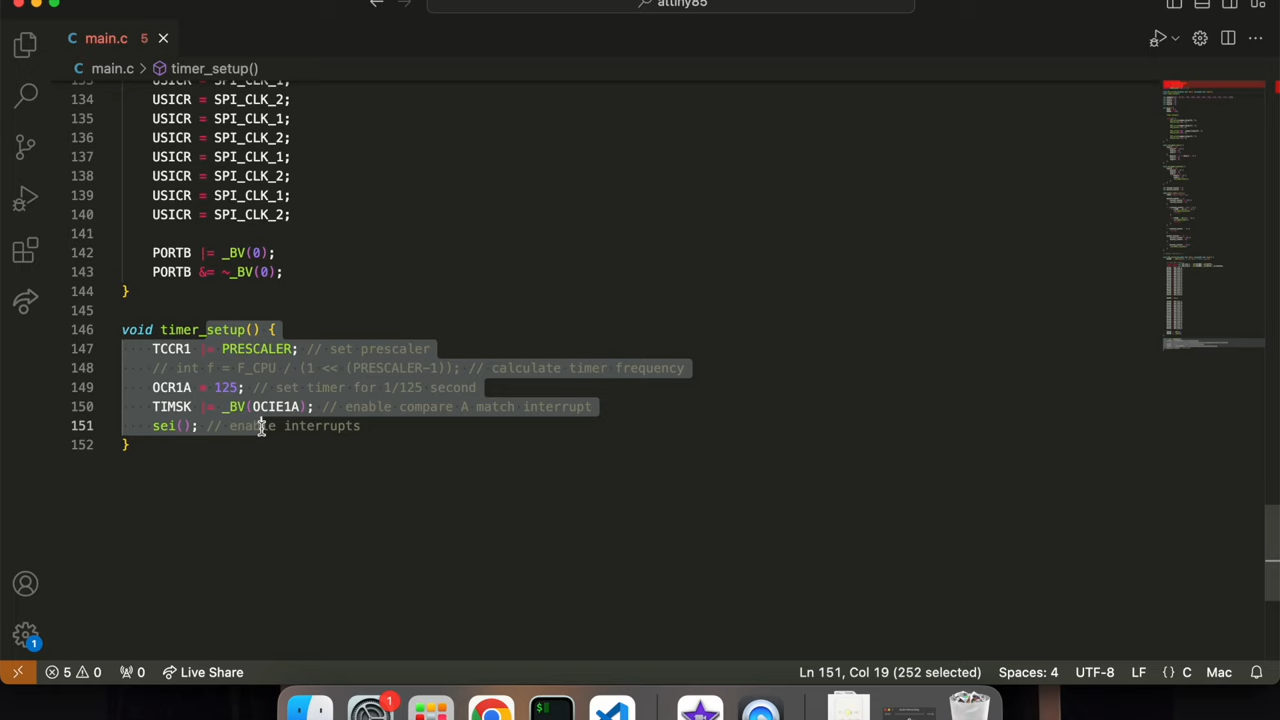 attiny85
main.c 5
main.c > timer_setup()
134 USICR = SPI_CLK_2;
135 USICR = SPI_CLK_1;
136 USICR = SPI_CLK_2;
137 USICR = SPI_CLK_1;
138 USICR = SPI_CLK_2;
139 USICR = SPI_CLK_1;
140 USICR = SPI_CLK_2;
141
142 PORTB |= _BV(0);
143 PORTB &= ~_BV(0);
144 }
145
146 void timer_setup() {
147 TCCR1 |= PRESCALER; // set prescaler
148 // int f = F_CPU / (1 << (PRESCALER-1)); // calculate timer frequency
149 OCR1A = 125; // set timer for 1/125 second
150 TIMSK |= _BV(OCIE1A); // enable compare A match interrupt
151 sei(); // enable interrupts
152 }
1
5 0 0 Live Share Ln 151, Col 19 (252 selected) Spaces: 4 UTF-8 LF {} C Mac
1